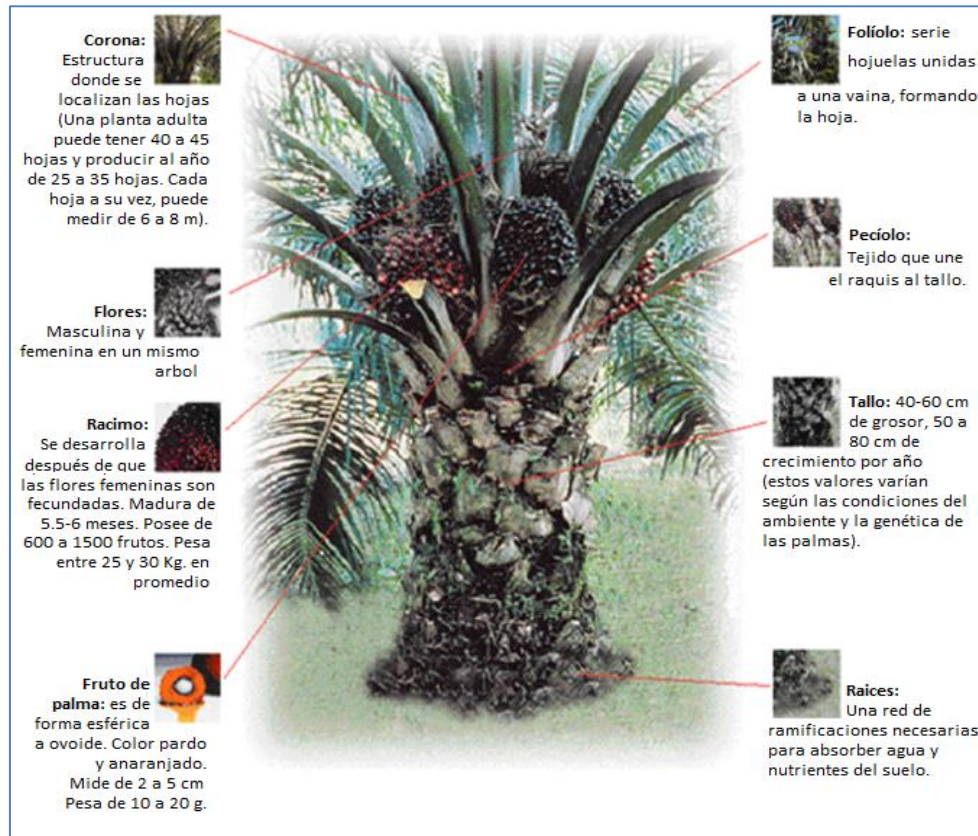 Corona:
Estructura
donde se
localizan las hojas
(Una planta adulta
puede tener 40 a 45
hojas y producir al año
de 25 a 35 hojas. Cada
hoja a su vez, puede
medir de 6 a 8 m).
Flores:
Masculina y
femenina en un mismo
arbol
Racimo:
Se desarrolla
después de que
las flores femeninas son
fecundadas. Madura de
5.5-6 meses. Posee de
600 a 1500 frutos. Pesa
entre 25 y 30 Kg. en
promedio
Fruto de
palma: es de
forma esférica
a ovoide. Color pardo
y anaranjado.
Mide de 2 a 5 cm
Pesa de 10 a 20 g.
Folíolo: serie
hojuelas unidas
a una vaina, formando
la hoja.
Pecíolo:
Tejido que une
el raquis al tallo.
Tallo: 40-60 cm
de grosor, 50 a
80 cm de
crecimiento por año
(estos valores varían
según las condiciones del
ambiente y la genética de
las palmas).
Raices:
Una red de
ramificaciones necesarias
para absorber agua y
nutrientes del suelo.